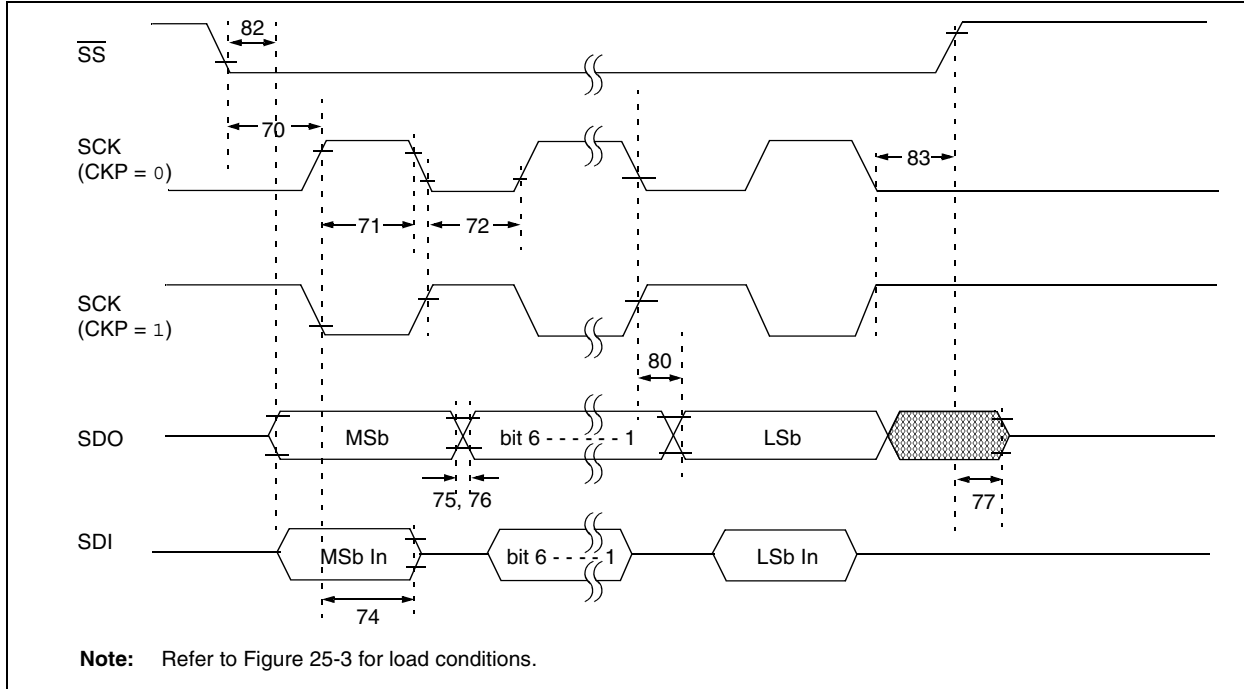 82
SS
70
SCK
(CKP = 0)
83
71
72
SCK
(CKP = 1)
80
SDO
MSb
bit 6 - - - - - - 1
LSb
75, 76
77
SDI
MSb In
bit 6 - - - - 1
LSb In
74
Note: Refer to Figure 25-3 for load conditions.